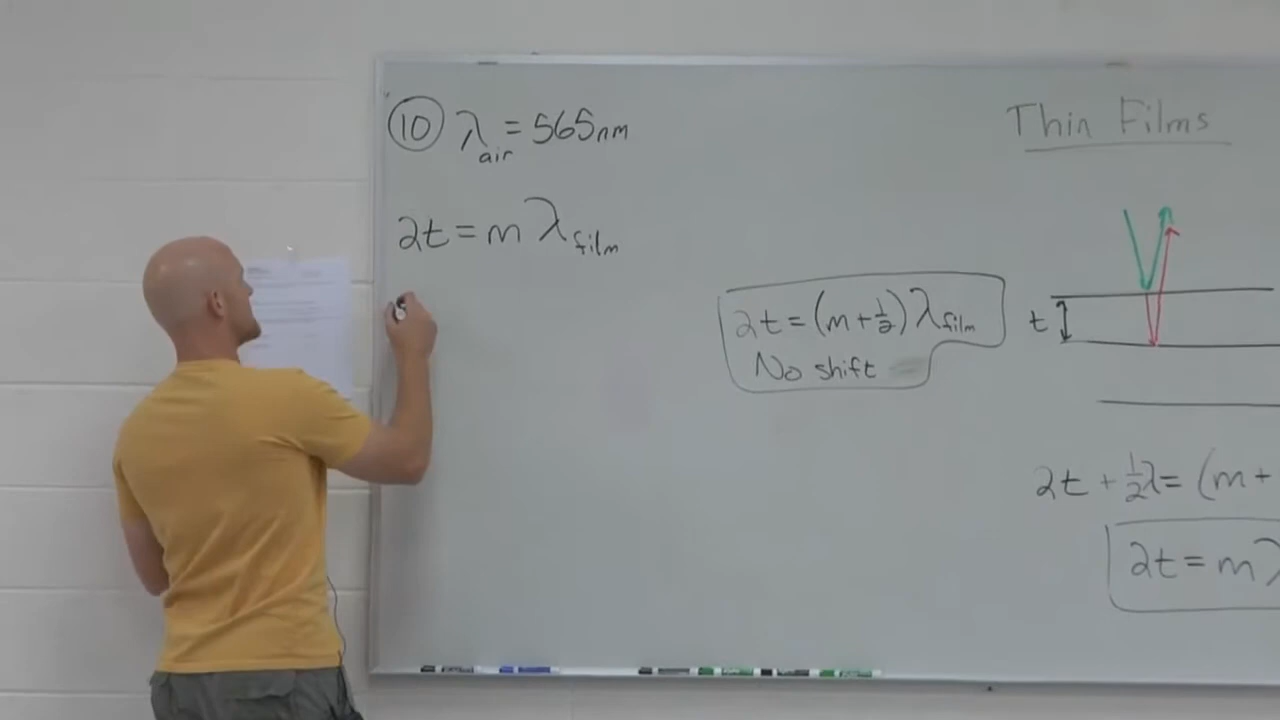 ⑩ λair = 565nm
2t = m λfilm
2t = (m + 1/2) λfilm
No shift
Thin Films
t
2t + 1/2λ = (m +
2t = m λ